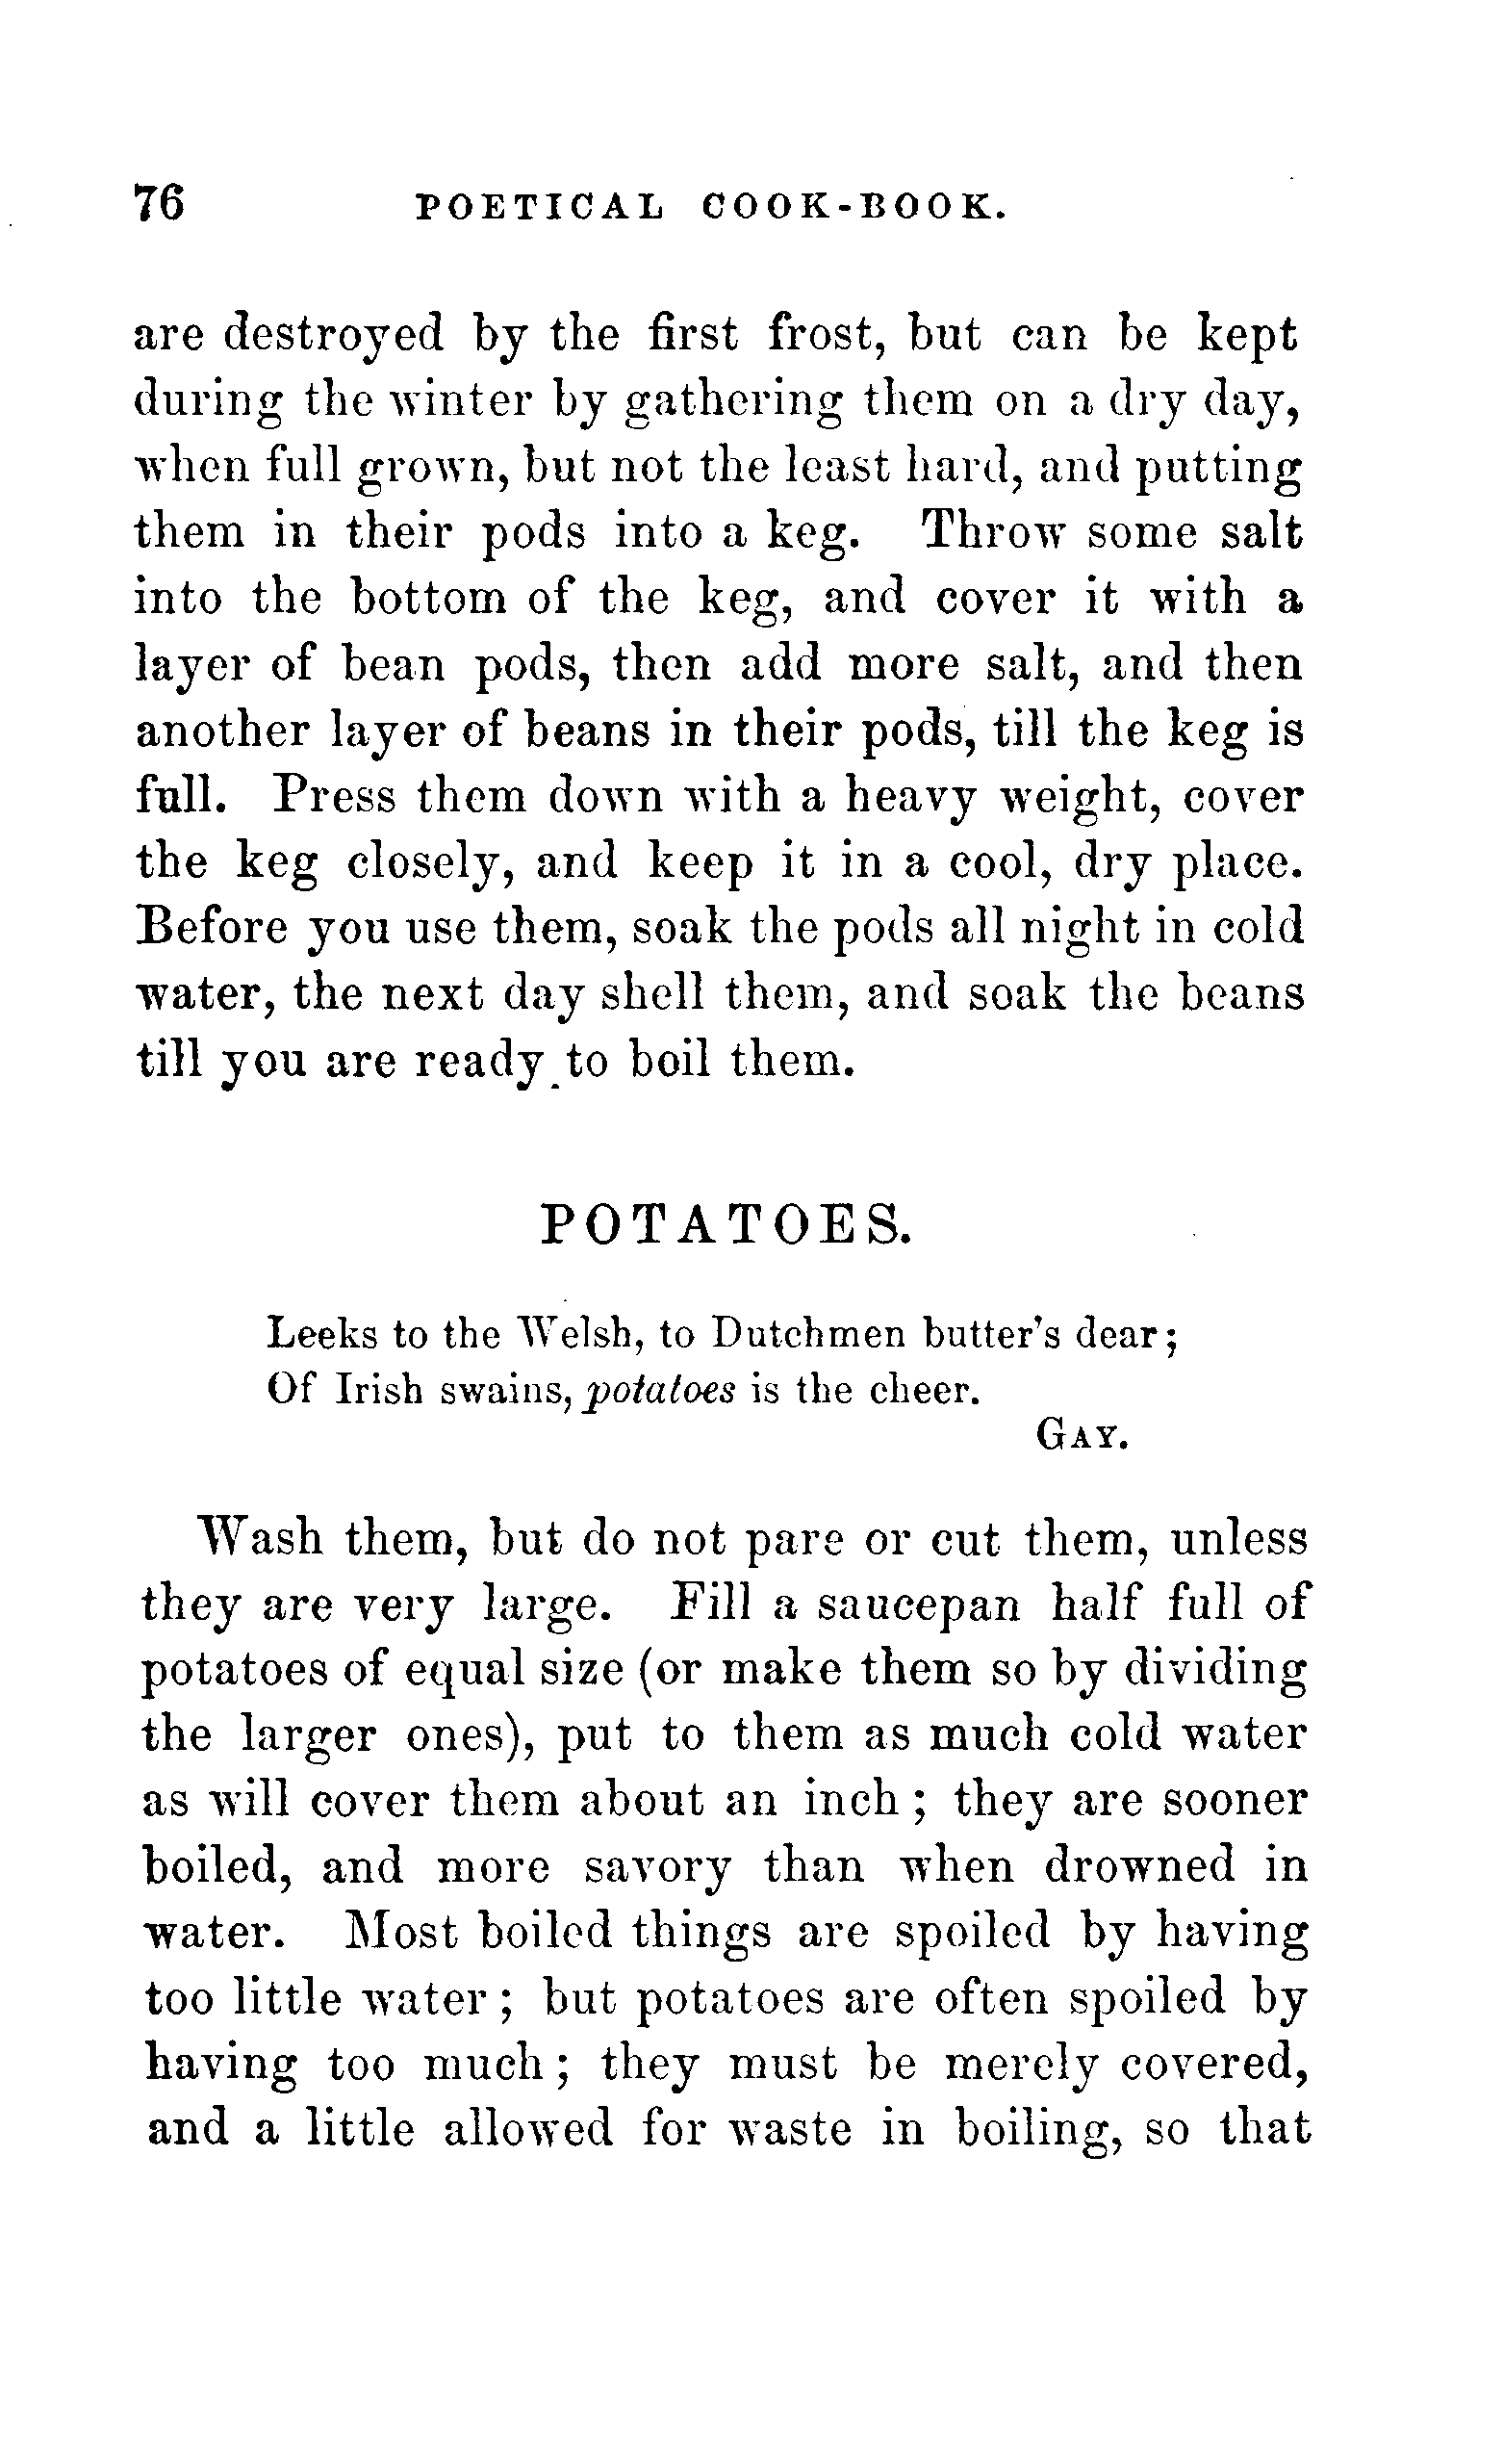 76 POETICAL COOK-BOOK.
are destroyed by the first frost, but can be kept
during the winter by gathering them on a dry day,
when full grown, but not the least hard, and putting
them in their pods into a keg. Throw some salt
into the bottom of the keg, and cover it with a
layer of bean pods, then add more salt, and then
another layer of beans in their pods, till the keg is
full. Press them down with a heavy weight, cover
the keg closely, and keep it in a cool, dry place.
Before you use them, soak the pods all night in cold
water, the next day shell them, and soak the beans
till you are ready to boil them.
POTATOES.
Leeks to the Welsh, to Dutchmen butter's dear;
Of Irish swains, potatoes is the cheer.
GAY.
Wash them, but do not pare or cut them, unless
they are very large. Fill a saucepan half full of
potatoes of equal size (or make them so by dividing
the larger ones), put to them as much cold water
as will cover them about an inch; they are sooner
boiled, and more savory than when drowned in
water. Most boiled things are spoiled by having
too little water; but potatoes are often spoiled by
having too much; they must be merely covered,
and a little allowed for waste in boiling, so that